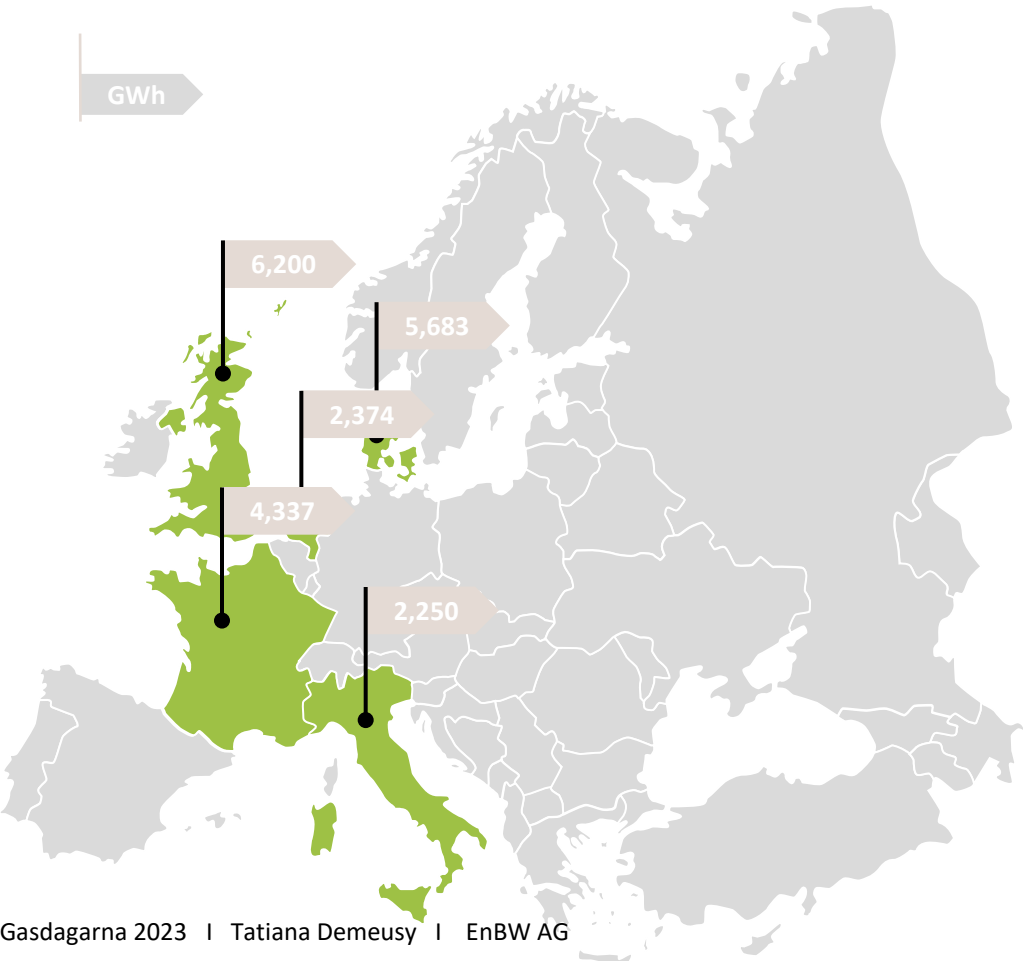 GWh
6,200
5,683
2,374
4,337
2,250
Gasdagarna 2023 I Tatiana Demeusy I EnBW AG